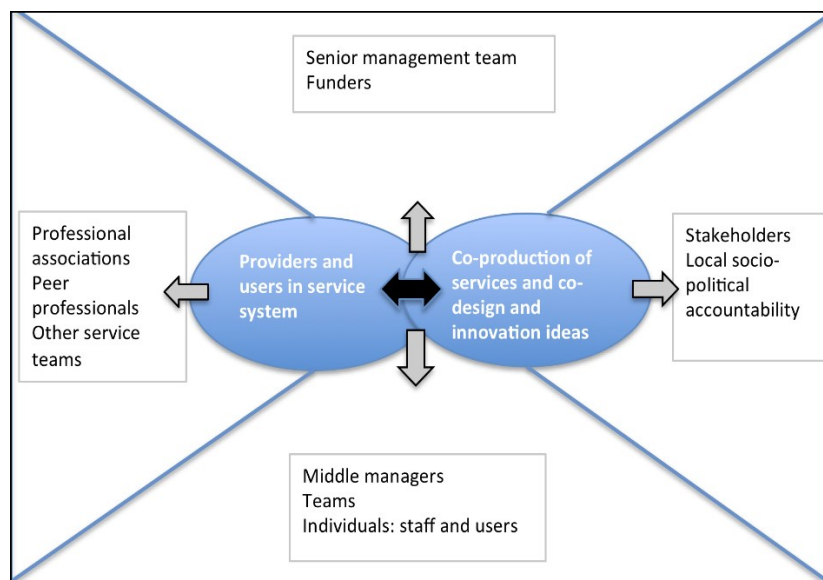 Senior management team
Funders
Professional
associations
Peer
professionals
Other service
teams
Providers and
users in service
system
Co-production of
services and co-
design and
innovation ideas
Stakeholders
Local socio-
political
accountability
Middle managers
Teams
Individuals: staff and users